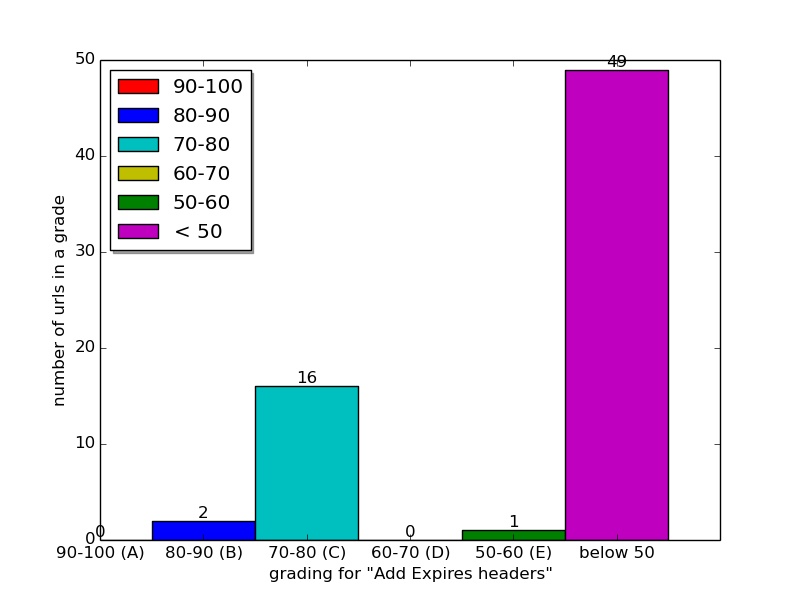 50
40
30
20
10
0
number of urls in a grade
90-100
80-90
70-80
60-70
50-60
< 50
0
2
16
0
1
49
90-100 (A)
80-90 (B)
70-80 (C)
60-70 (D)
50-60 (E)
below 50
grading for "Add Expires headers"